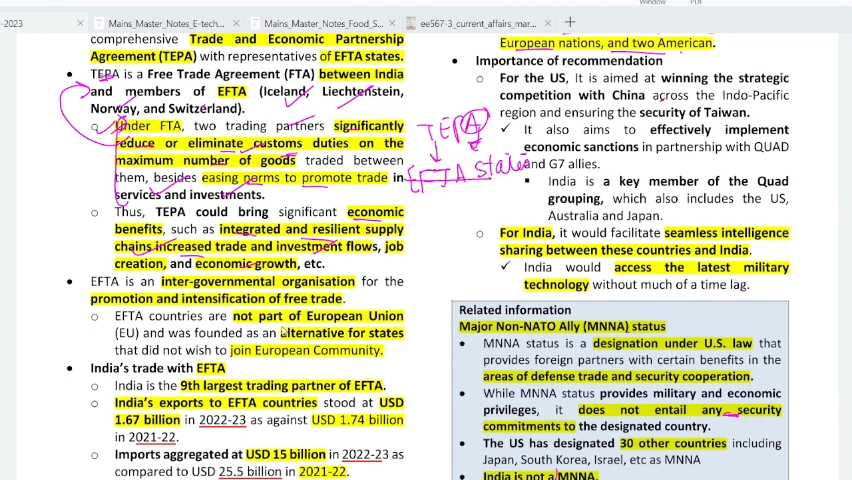 Window
PDF
-2023
Mains_Master_Notes_E-tech...
Mains_Master_Notes_Food_S...
ee567-3_current_affairs_mar...
comprehensive Trade and Economic Partnership
Agreement (TEPA) with representatives of EFTA states.
• TEPA is a Free Trade Agreement (FTA) between India
and members of EFTA (Iceland, Liechtenstein,
Norway, and Switzerland).
o Under FTA, two trading partners significantly
reduce or eliminate customs duties on the
maximum number of goods traded between
them, besides easing norms to promote trade in
services and investments.
o Thus, TEPA could bring significant economic
benefits, such as integrated and resilient supply
chains increased trade and investment flows, job
creation, and economic growth, etc.
• EFTA is an inter-governmental organisation for the
promotion and intensification of free trade.
o EFTA countries are not part of European Union
(EU) and was founded as an alternative for states
that did not wish to join European Community.
• India's trade with EFTA
o India is the 9th largest trading partner of EFTA.
o India's exports to EFTA countries stood at USD
1.67 billion in 2022-23 as against USD 1.74 billion
in 2021-22.
o Imports aggregated at USD 15 billion in 2022-23 as
compared to USD 25.5 billion in 2021-22.
TEPA
EFTA States
European nations, and two American.
• Importance of recommendation
o For the US, It is aimed at winning the strategic
competition with China across the Indo-Pacific
region and ensuring the security of Taiwan.
✓ It also aims to effectively implement
economic sanctions in partnership with QUAD
and G7 allies.
▪ India is a key member of the Quad
grouping, which also includes the US,
Australia and Japan.
o For India, it would facilitate seamless intelligence
sharing between these countries and India.
✓ India would access the latest military
technology without much of a time lag.
Related information
Major Non-NATO Ally (MNNA) status
• MNNA status is a designation under U.S. law that
provides foreign partners with certain benefits in the
areas of defense trade and security cooperation.
• While MNNA status provides military and economic
privileges, it does not entail any security
commitments to the designated country.
• The US has designated 30 other countries including
Japan, South Korea, Israel, etc as MNNA
• India is not a MNNA.